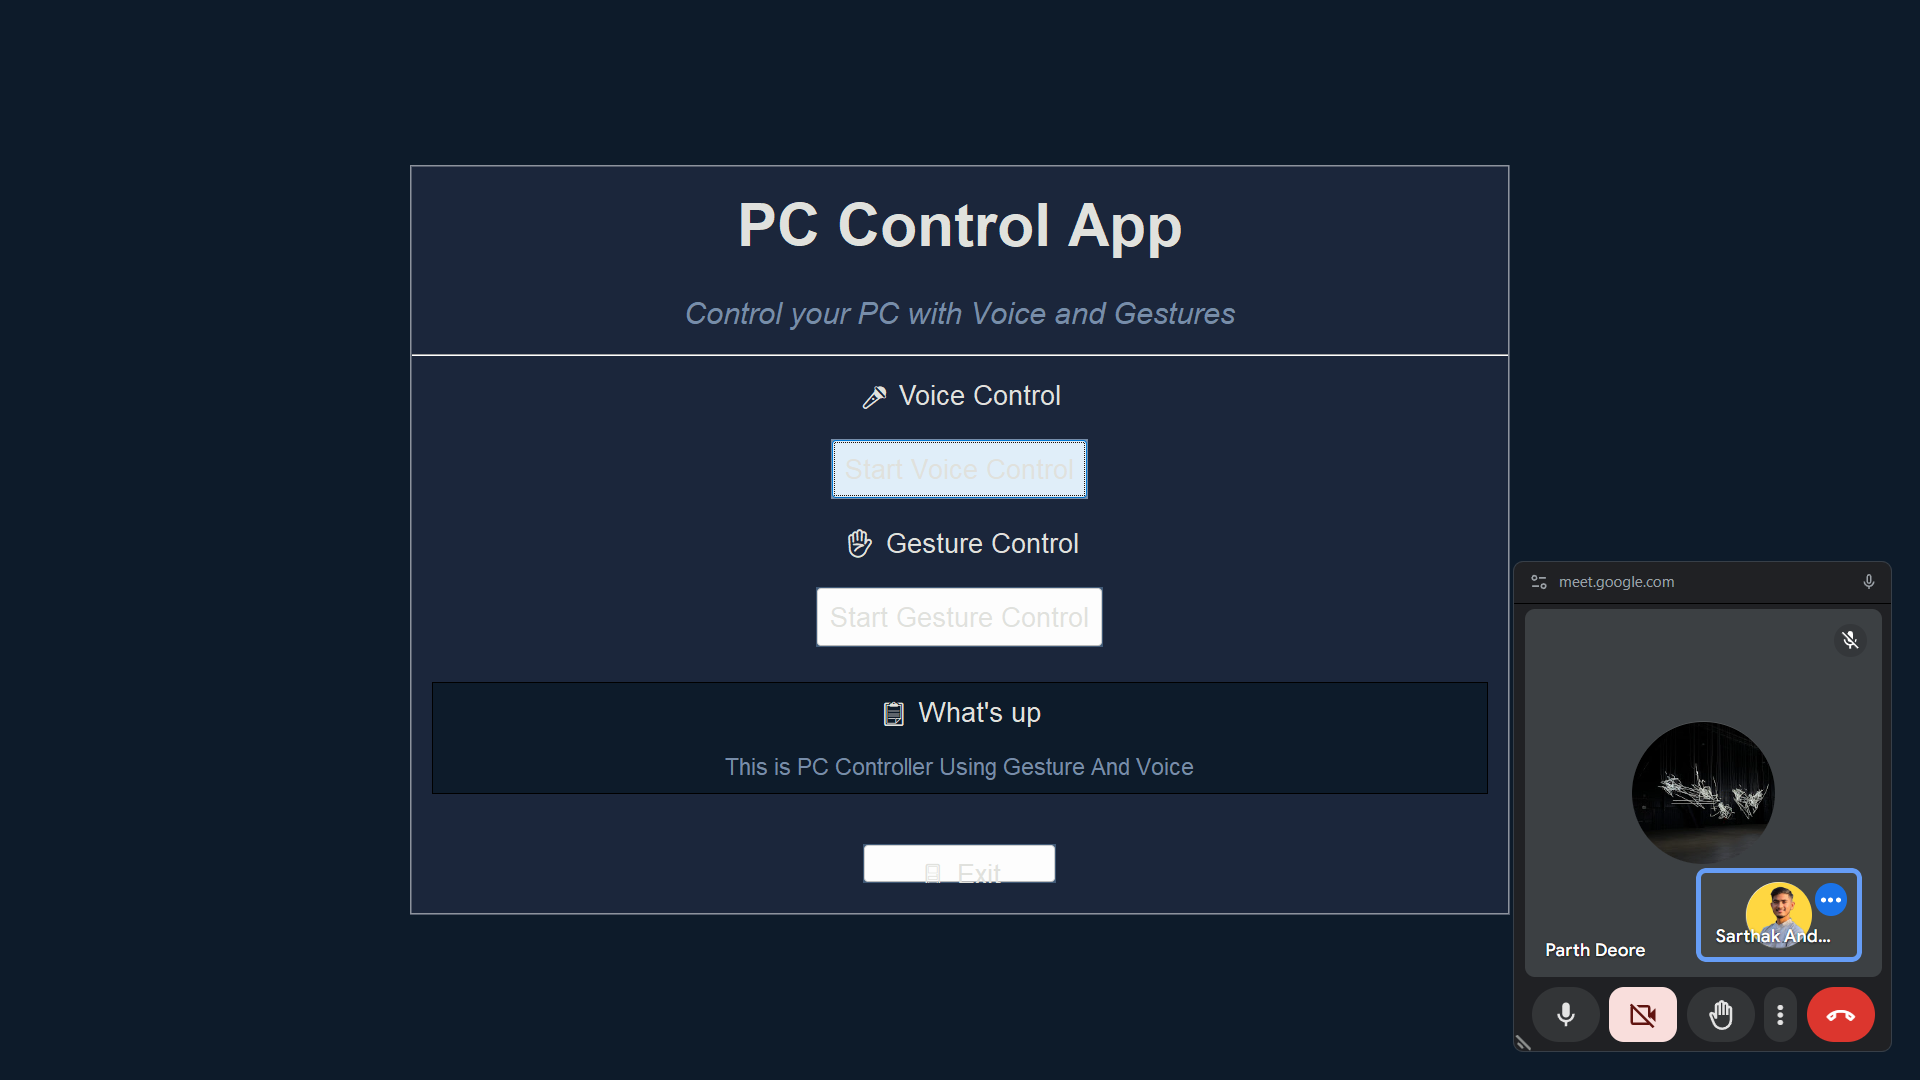 PC Control App
Control your PC with Voice and Gestures
Voice Control
Start Voice Control
Gesture Control
Start Gesture Control
What's up
This is PC Controller Using Gesture And Voice
Exit
meet.google.com
Sarthak And...
Parth Deore